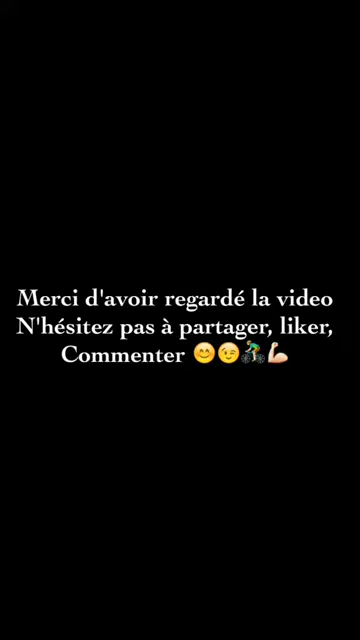 Merci d'avoir regardé la video
N'hésitez pas à partager, liker,
Commenter 😊😉🚴💪🏻